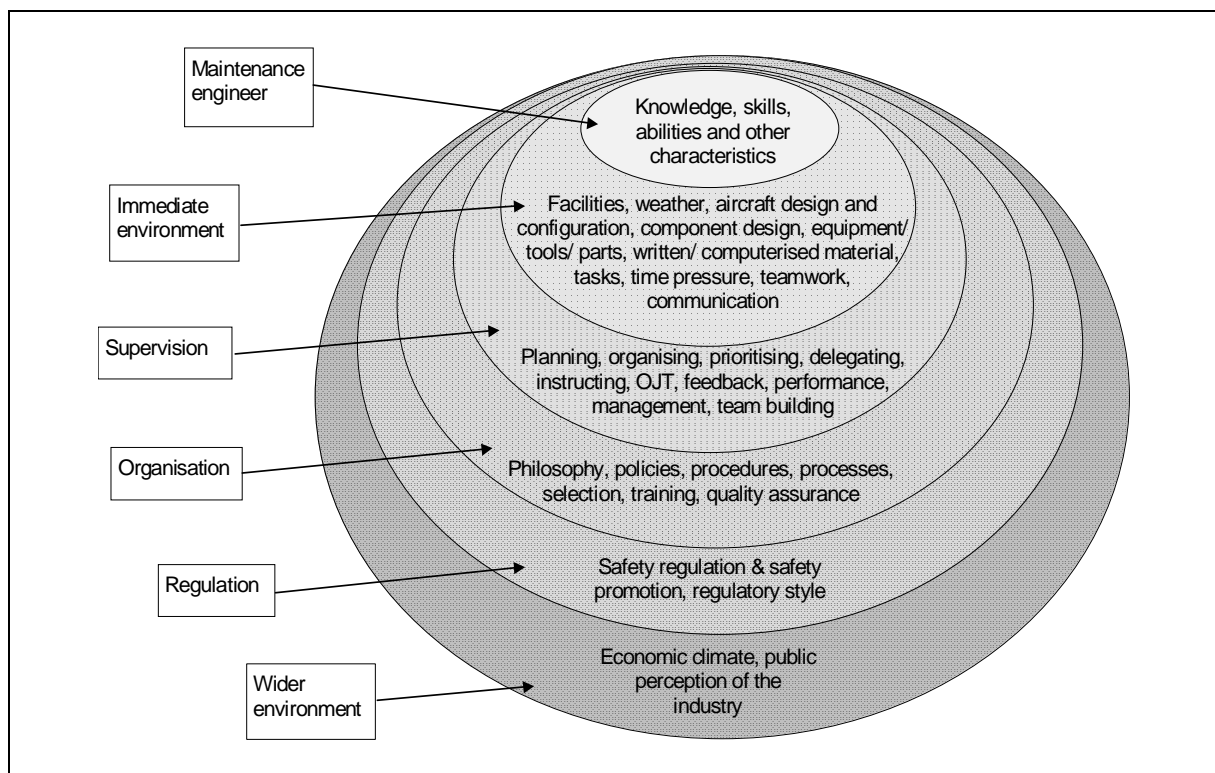 Maintenance
engineer
Knowledge, skills,
abilities and other
characteristics
Immediate
environment
Facilities, weather, aircraft design and
configuration, component design, equipment/
tools/ parts, written/ computerised material,
tasks, time pressure, teamwork,
communication
Supervision
Planning, organising, prioritising, delegating,
instructing, OJT, feedback, performance,
management, team building
Organisation
Philosophy, policies, procedures, processes,
selection, training, quality assurance
Regulation
Safety regulation & safety
promotion, regulatory style
Wider
environment
Economic climate, public
perception of the
industry